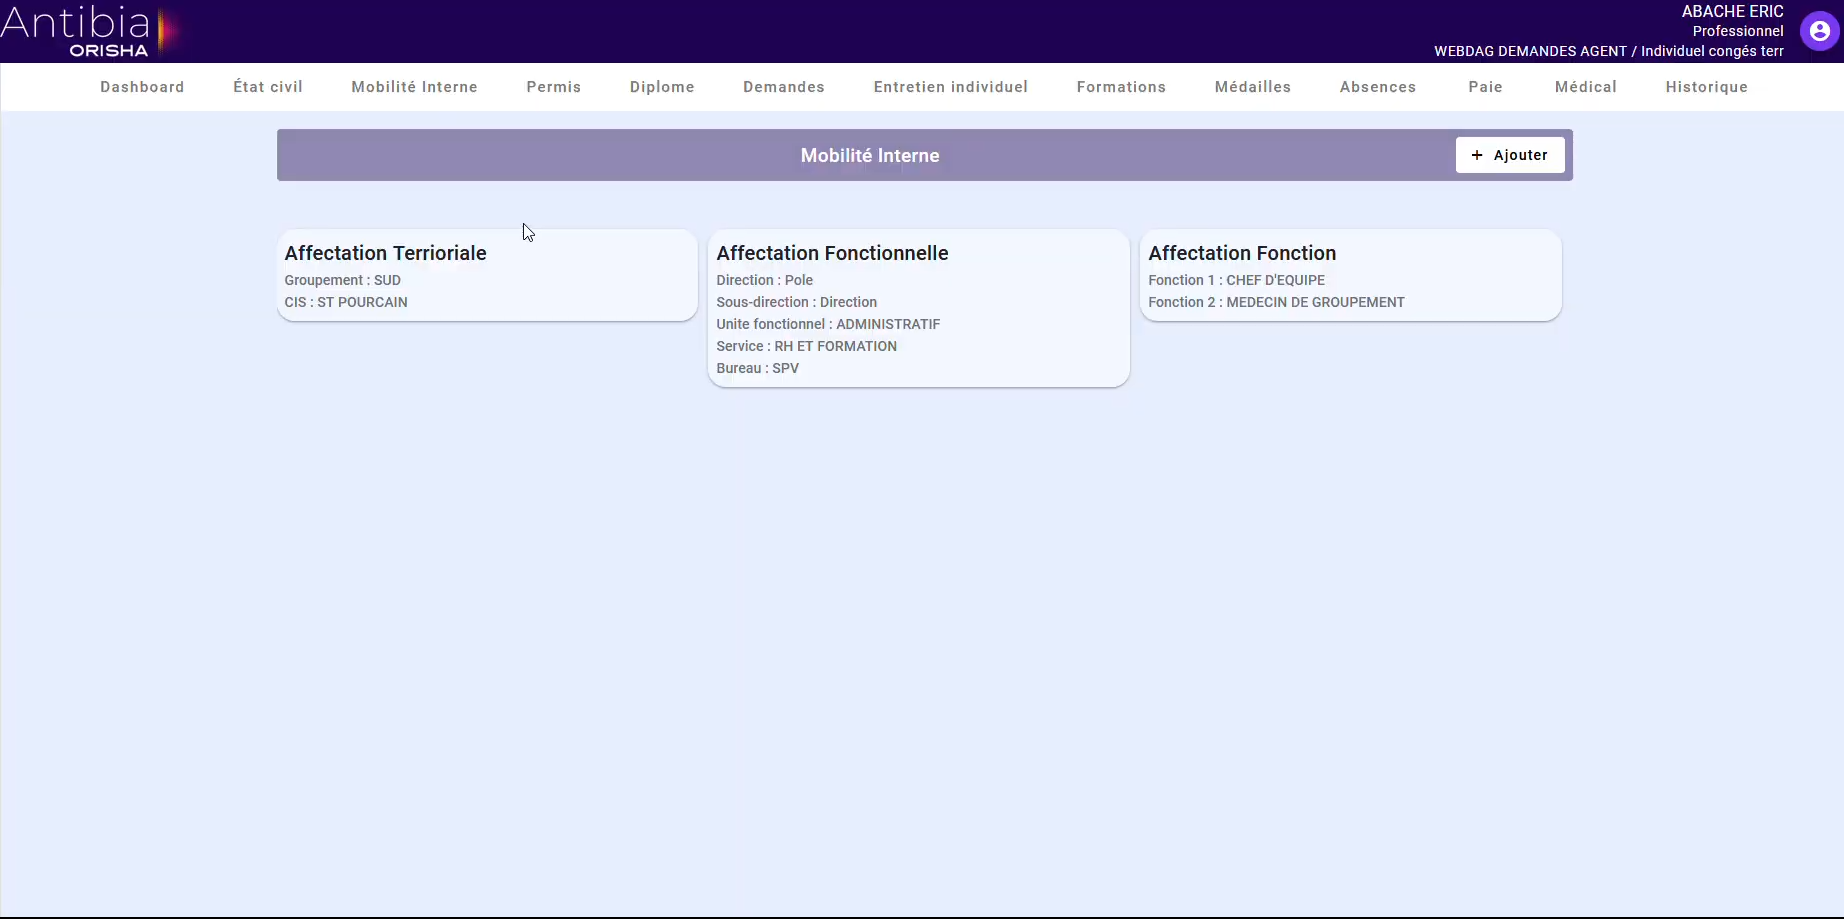 Antibia
ORISHA
ABACHE ERIC
Professionnel
WEBDAG DEMANDES AGENT / Individuel congés terr
Dashboard État civil Mobilité Interne Permis Diplome Demandes Entretien individuel Formations Médailles Absences Paie Médical Historique
Mobilité Interne
+ Ajouter
Affectation Terrioriale
Groupement : SUD
CIS : ST POURCAIN
Affectation Fonctionnelle
Direction : Pole
Sous-direction : Direction
Unite fonctionnel : ADMINISTRATIF
Service : RH ET FORMATION
Bureau : SPV
Affectation Fonction
Fonction 1 : CHEF D'EQUIPE
Fonction 2 : MEDECIN DE GROUPEMENT